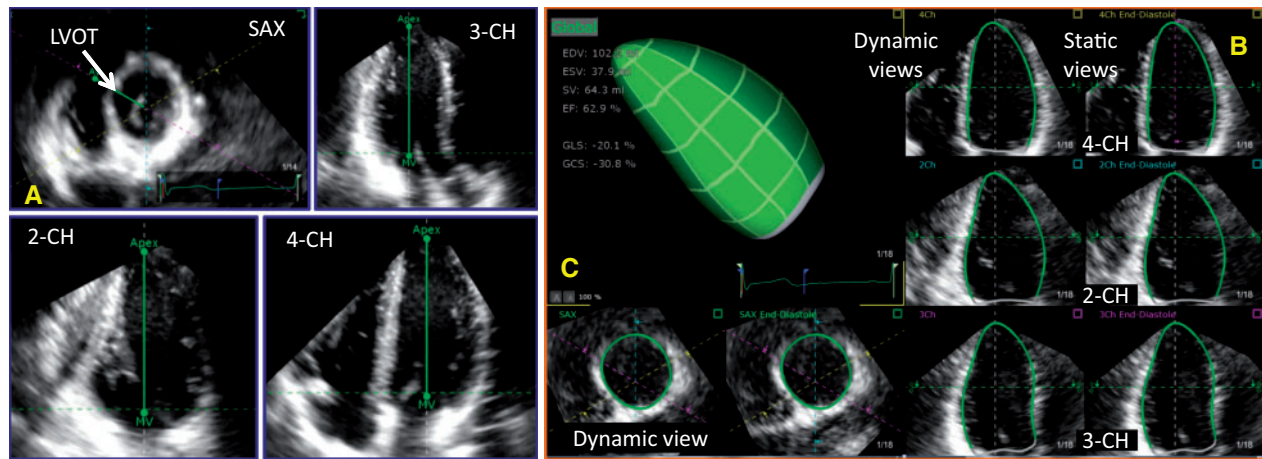 LVOT
SAX
Apex
3-CH
MV
1/14
A
2-CH
Apex
MV
4-CH
Apex
MV
Global
EDV:
ESV: 37.9
SV: 64.3 ml
EF: 62.9 %
GLS: -20.1 %
GCS: -30.8 %
1/18
C
100 %
Dynamic
views
Static
views
B
4Ch
4Ch End-Diastole
4-CH
1/18
1/18
2Ch
2Ch End-Diastole
2-CH
1/18
1/18
SAX
SAX End-Diastole
Dynamic view
1/18
3Ch
3Ch End-Diastole
3-CH
1/18
1/18